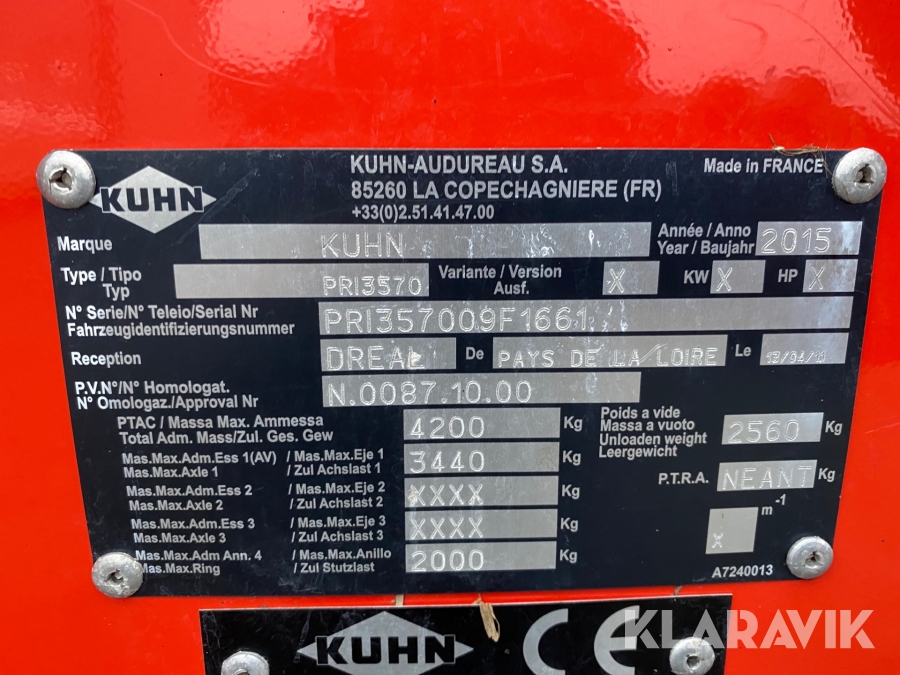 KUHN
KUHN-AUDUREAU S.A.
85260 LA COPECHAGNIERE (FR)
+33(0)2.51.41.47.00
Made in FRANCE
Marque KUHN Année / Anno 2015
Year / Baujahr
Type / Tipo PRI3570 Variante / Version X KW X HP X
Typ Ausf.
N° Serie/N° Teleio/Serial Nr PRI357009F1661
Fahrzeugidentifizierungsnummer
Reception DREAL De PAYS DE LA LOIRE Le
P.V.N°/N° Homologat. N.0087.10.00
N° Omologaz./Approval Nr
PTAC / Massa Max. Ammessa 4200 Kg
Total Adm. Mass/Zul. Ges. Gew
Poids a vide
Massa a vuoto 2560 Kg
Unloaden weight
Leergewicht
Mas.Max.Adm.Ess 1(AV) / Mas.Max.Eje 1 3440 Kg
Mas.Max.Axle 1 / Zul Achslast 1
P.T.R.A. NEANT Kg
Mas.Max.Adm.Ess 2 / Mas.Max.Eje 2 XXXX Kg
Mas.Max.Axle 2 / Zul Achslast 2
Mas.Max.Adm.Ess 3 / Mas.Max.Eje 3 XXXX Kg
Mas.Max.Axle 3 / Zul Achslast 3
X m-1
Mas.Max.Adm Ann. 4 / Mas.Max.Anillo 2000 Kg
Mas.Max.Ring / Zul Stutzlast
A7240013
KUHN CE
KLARAVIK